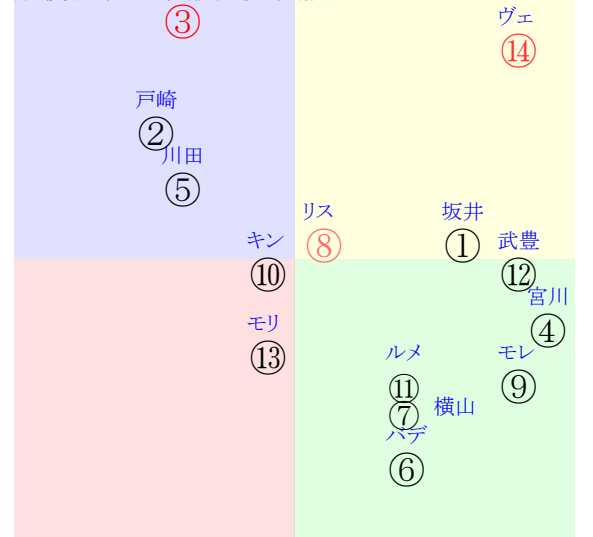 ③
ヴェ
⑭
戸崎
②
川田
⑤
リス
⑧
坂井
①
キン
⑩
武豊
⑫
宮川
④
モリ
⑬
ルメ
⑪
モレ
⑨
横山
⑦
バデ
⑥